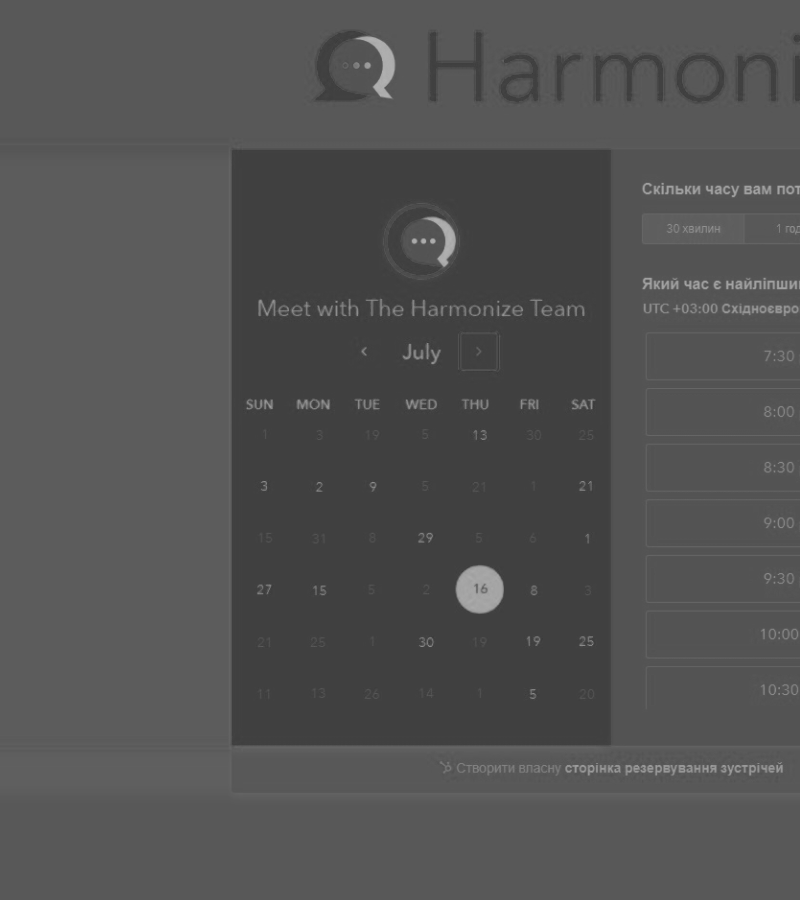 Harmoni
Meet with The Harmonize Team
July
SUN MON TUE WED THU FRI SAT
1 3 19 5 13 30 25
3 2 9 5 21 1 21
15 31 8 29 5 6 1
27 15 5 2 16 8 3
21 25 1 30 19 19 25
11 13 26 14 1 5 20
Скільки часу вам пот
30 хвилин 1 год
Який час є найліпши
UTC +03:00 Східноєвро
7:30
8:00
8:30
9:00
9:30
10:00
10:30
Створити власну сторінка резервування зустрічей